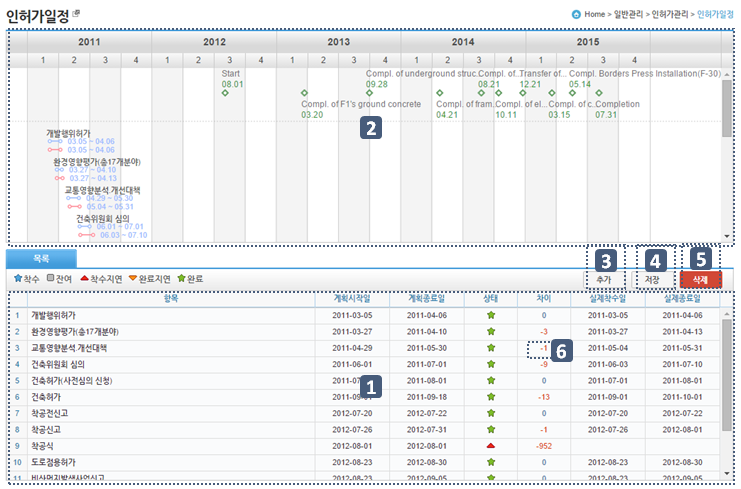 인허가일정
Home > 일반관리 > 인허가관리 > 인허가일정
2011 2012 2013 2014 2015
1 2 3 4 1 2 3 4 1 2 3 4 1 2 3 4 1 2 3 4
Start Compl. of underground struc... Compl. of... Transfer of... Compl. Borders Press Installation(F-30)
08.01 09.28 08.21 12.21 05.14
Compl. of F1's ground concrete Compl. of fram... Compl. of el... Compl. of c... Completion
03.20 04.21 10.11 03.15 07.31
2
개발행위허가
03.05 ~ 04.06
03.05 ~ 04.06
환경영향평가(총17개분야)
03.27 ~ 04.10
03.27 ~ 04.13
교통영향분석.개선대책
04.29 ~ 05.30
05.04 ~ 05.31
건축위원회 심의
06.01 ~ 07.01
06.03 ~ 07.10
목록 3 4 5
착수 잔여 착수지연 완료지연 완료 추가 저장 삭제
항목 계획시작일 계획종료일 상태 차이 실제착수일 실제종료일
1 개발행위허가 2011-03-05 2011-04-06 0 2011-03-05 2011-04-06
2 환경영향평가(총17개분야) 2011-03-27 2011-04-10 -3 2011-03-27 2011-04-13
3 교통영향분석.개선대책 2011-04-29 2011-05-30 -1 6 2011-05-04 2011-05-31
4 건축위원회 심의 2011-06-01 2011-07-01 -9 2011-06-03 2011-07-10
5 건축허가(사전심의 신청) 2011-07 1 2011-08-01 0 2011-07-01 2011-08-01
6 건축허가 2011-09-01 2011-09-18 -13 2011-09-01 2011-10-01
7 착공전신고 2012-07-20 2012-07-22 0 2012-07-20 2012-07-22
8 착공신고 2012-07-26 2012-07-31 -1 2012-07-26 2012-08-01
9 착공식 2012-08-01 2012-08-01 -952
10 도로점용허가 2012-08-23 2012-08-30 0 2012-08-23 2012-08-30
11 비산먼지발생사업신고 2012-08-23 2012-09-05 0 2012-08-23 2012-09-05